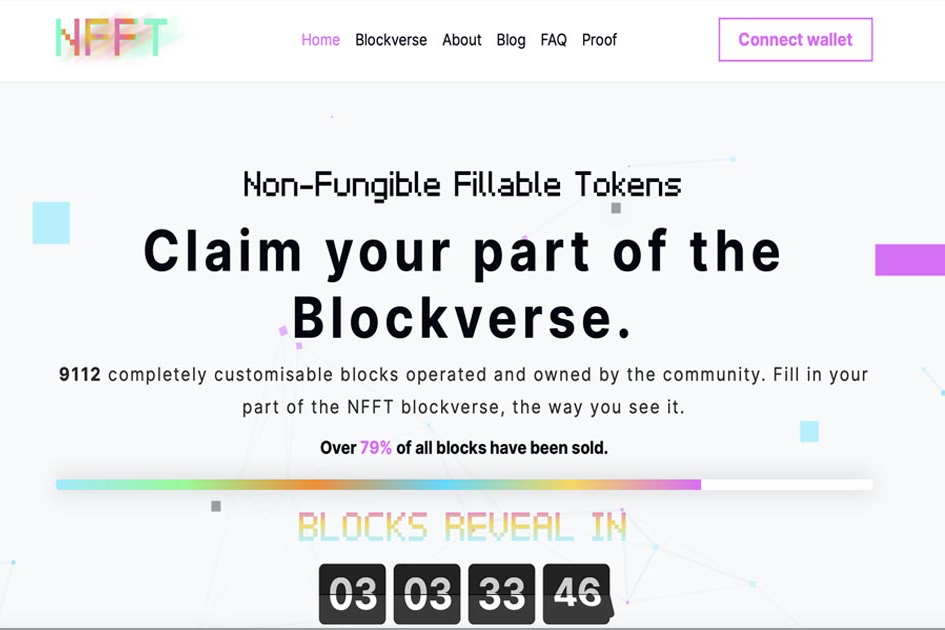 NFFT
Home Blockverse About Blog FAQ Proof
Connect wallet
Non-Fungible Fillable Tokens
Claim your part of the
Blockverse.
9112 completely customisable blocks operated and owned by the community. Fill in your
part of the NFFT blockverse, the way you see it.
Over 79% of all blocks have been sold.
BLOCKS REVEAL IN
03 03 33 46